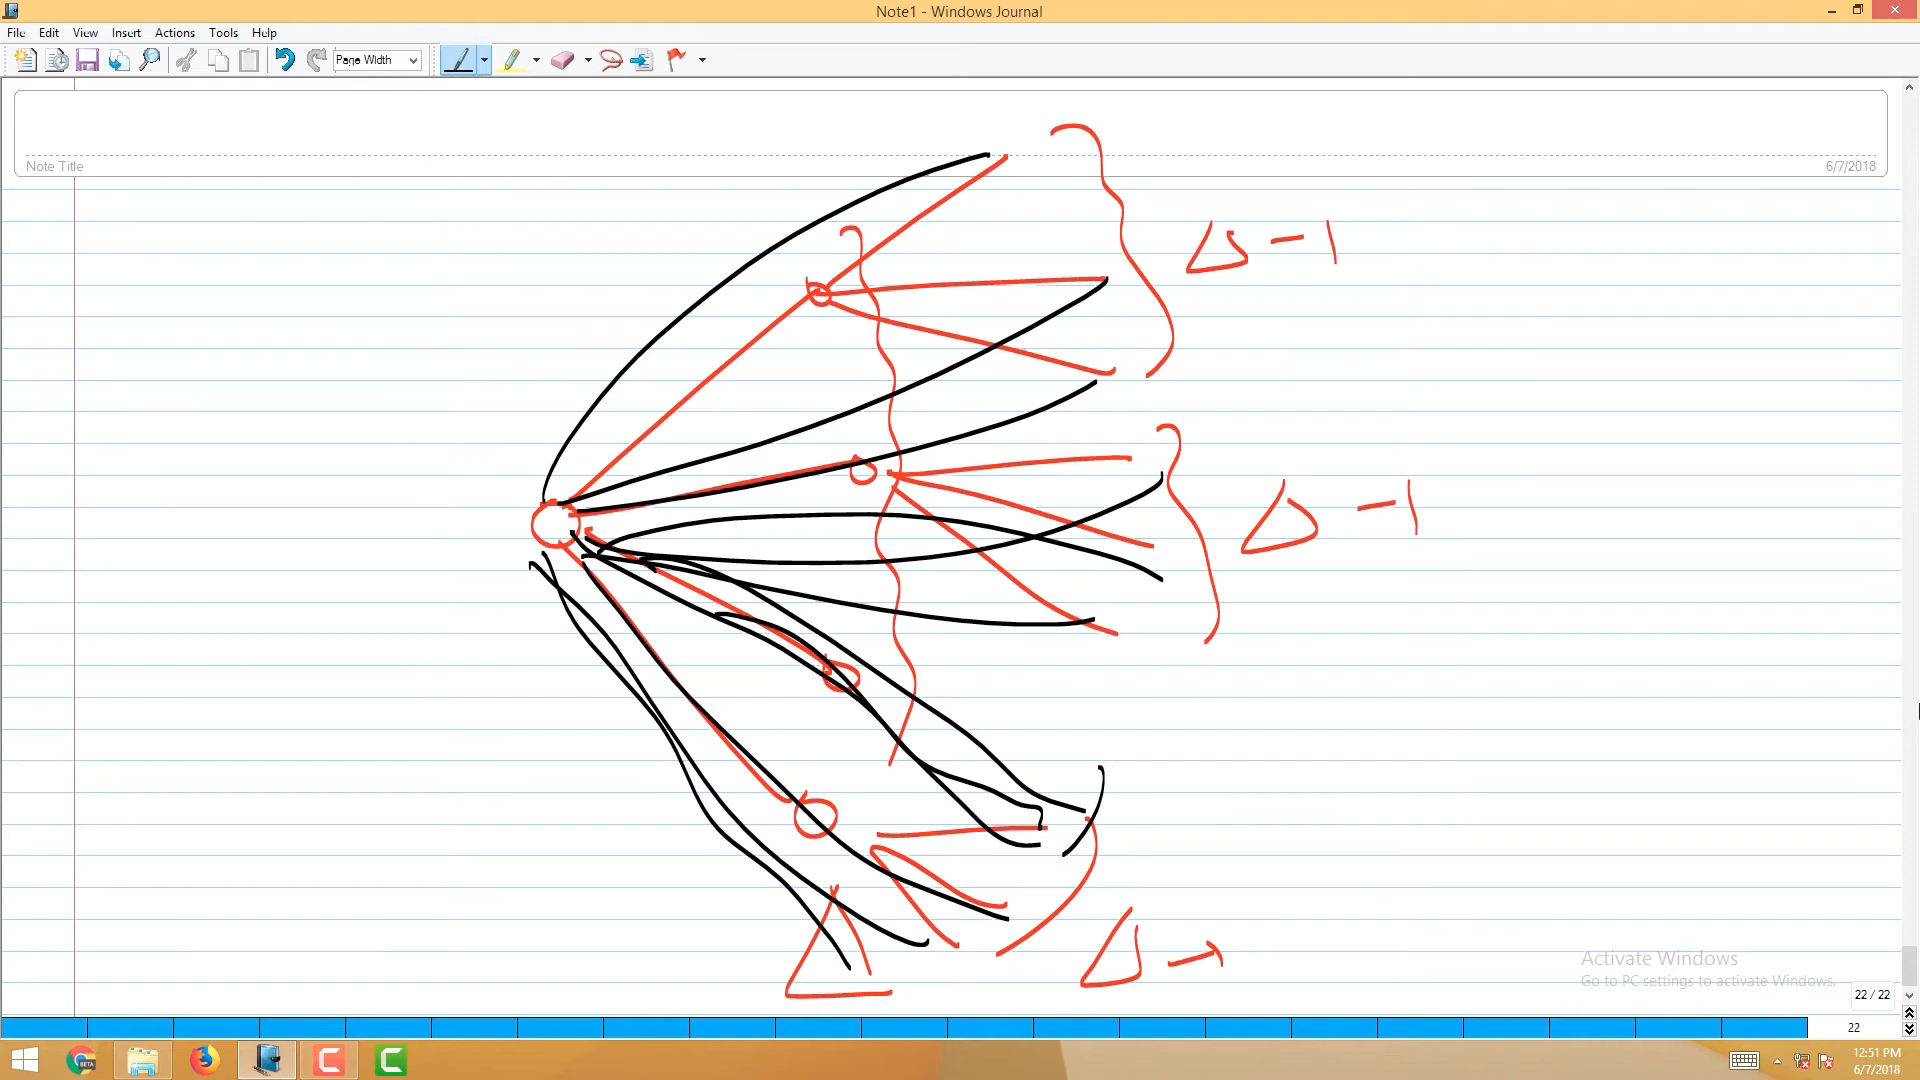 Note1 - Windows Journal
File Edit View Insert Actions Tools Help
Page Width
Note Title
6/7/2018
Δ - 1
Δ - 1
Δ
Δ -
Activate Windows
Go to PC settings to activate Windows.
22 / 22
22
BETA
12:51 PM
6/7/2018